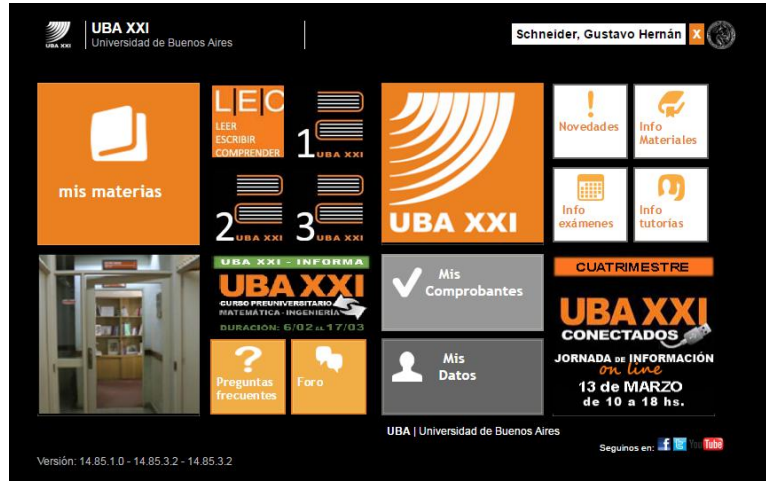 UBA XXI
UBA XXI
Universidad de Buenos Aires
Schneider, Gustavo Hernán X
mis materias
L|E|C
LEER
ESCRIBIR
COMPRENDER
1 UBA XXI
2 UBA XXI
3 UBA XXI
UBA XXI
Novedades
Info
Materiales
Info
exámenes
Info
tutorías
UBA XXI - INFORMA
UBA XXI
CURSO PREUNIVERSITARIO
MATEMÁTICA - INGENIERÍA
DURACIÓN: 6/02 AL 17/03
?
Preguntas
frecuentes
Foro
Mis
Comprobantes
Mis
Datos
CUATRIMESTRE
UBA XXI
CONECTADOS
JORNADA DE INFORMACIÓN
on line
13 de MARZO
de 10 a 18 hs.
UBA | Universidad de Buenos Aires
Seguinos en: f You Tube
Versión: 14.85.1.0 - 14.85.3.2 - 14.85.3.2